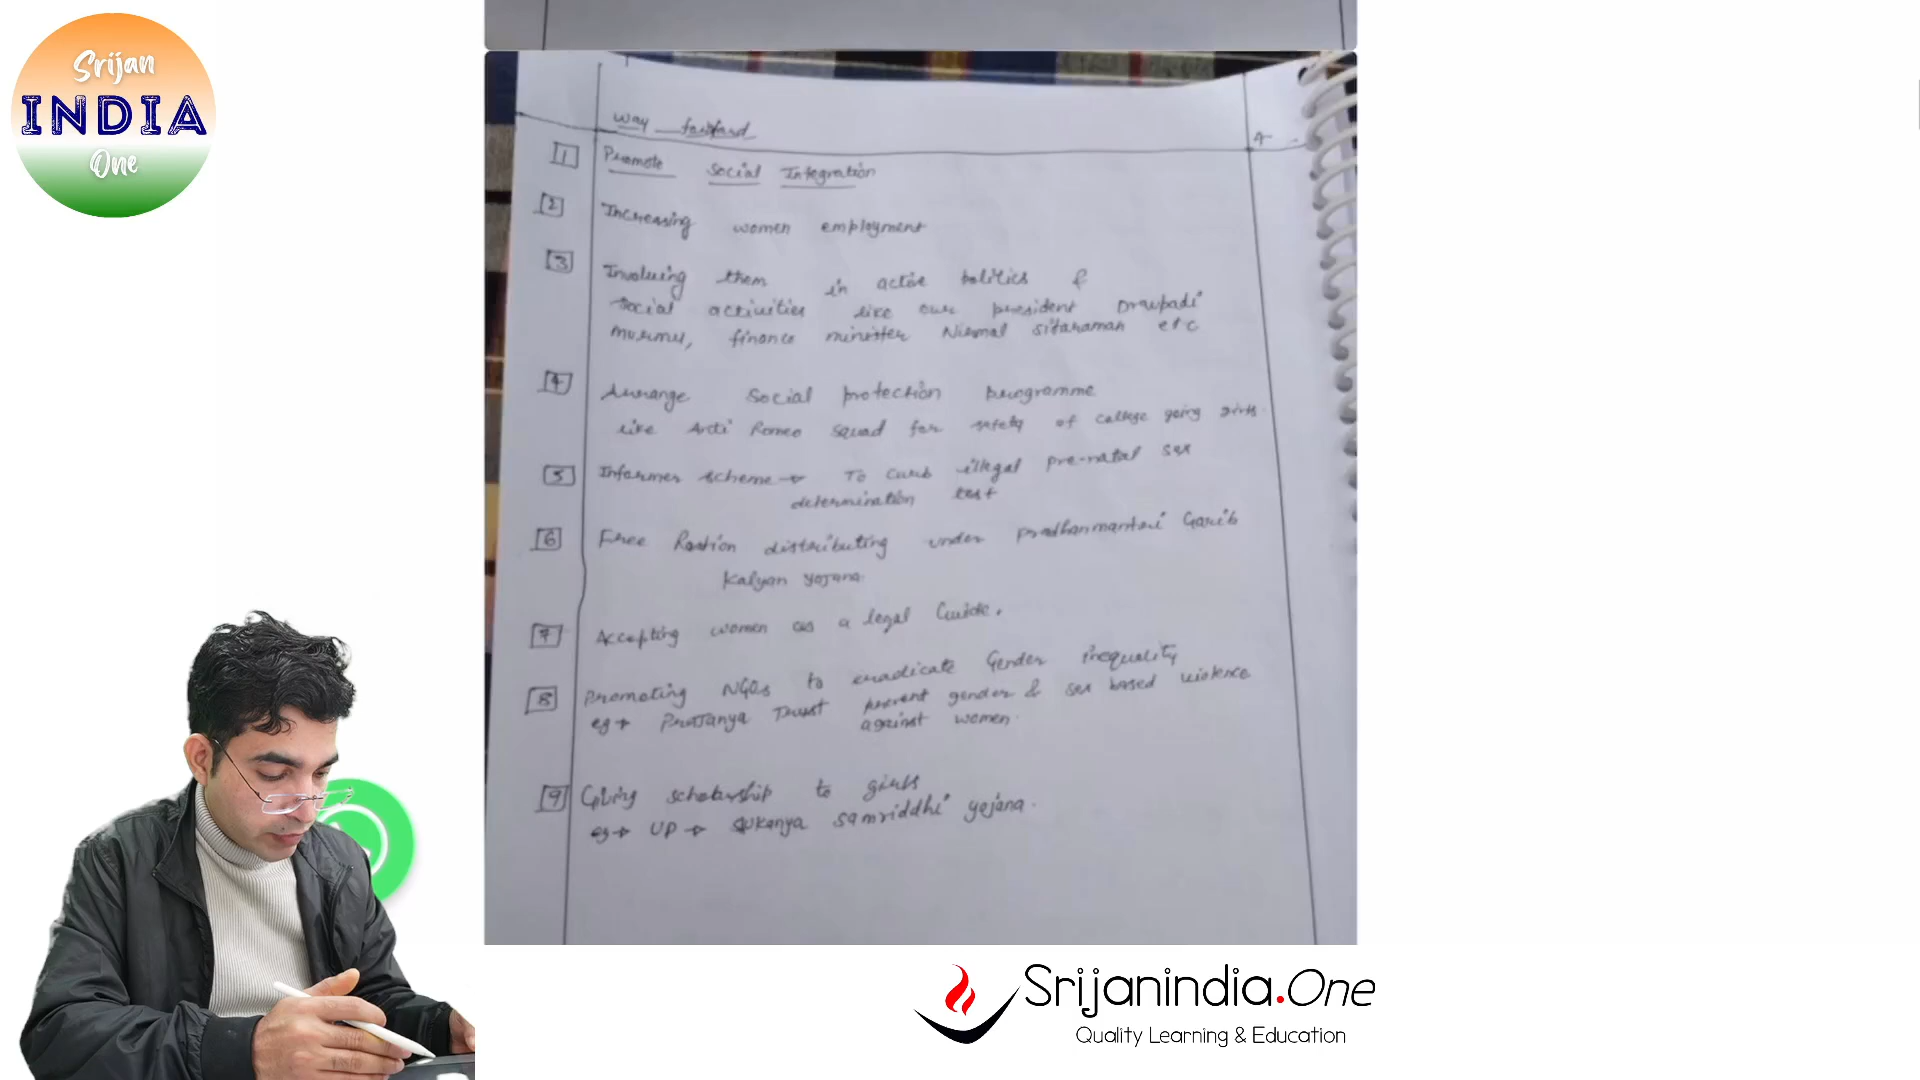 Srijan
INDIA
One
way forward
4
1 Promote Social Integration
2 Increasing women employment
3 Involving them in active politics &
social activities like our president Draupadi
murmu, finance minister Nirmal sitaraman etc
4 Arrange social protection programme
like Anti Romeo squad for safety of college going girls.
5 Informer scheme → To curb illegal pre-natal sex
determination test
6 Free Ration distributing under Pradhanmantri Garib
Kalyan yojana.
7 Accepting women as a legal Guide.
8 Promoting NGOs to eradicate Gender inequality
eg → Trust prevent gender & sex based violence
against women.
9 Giving scholarship to girls
eg → UP → sukanya samriddhi yojana.
Srijanindia.One
Quality Learning & Education